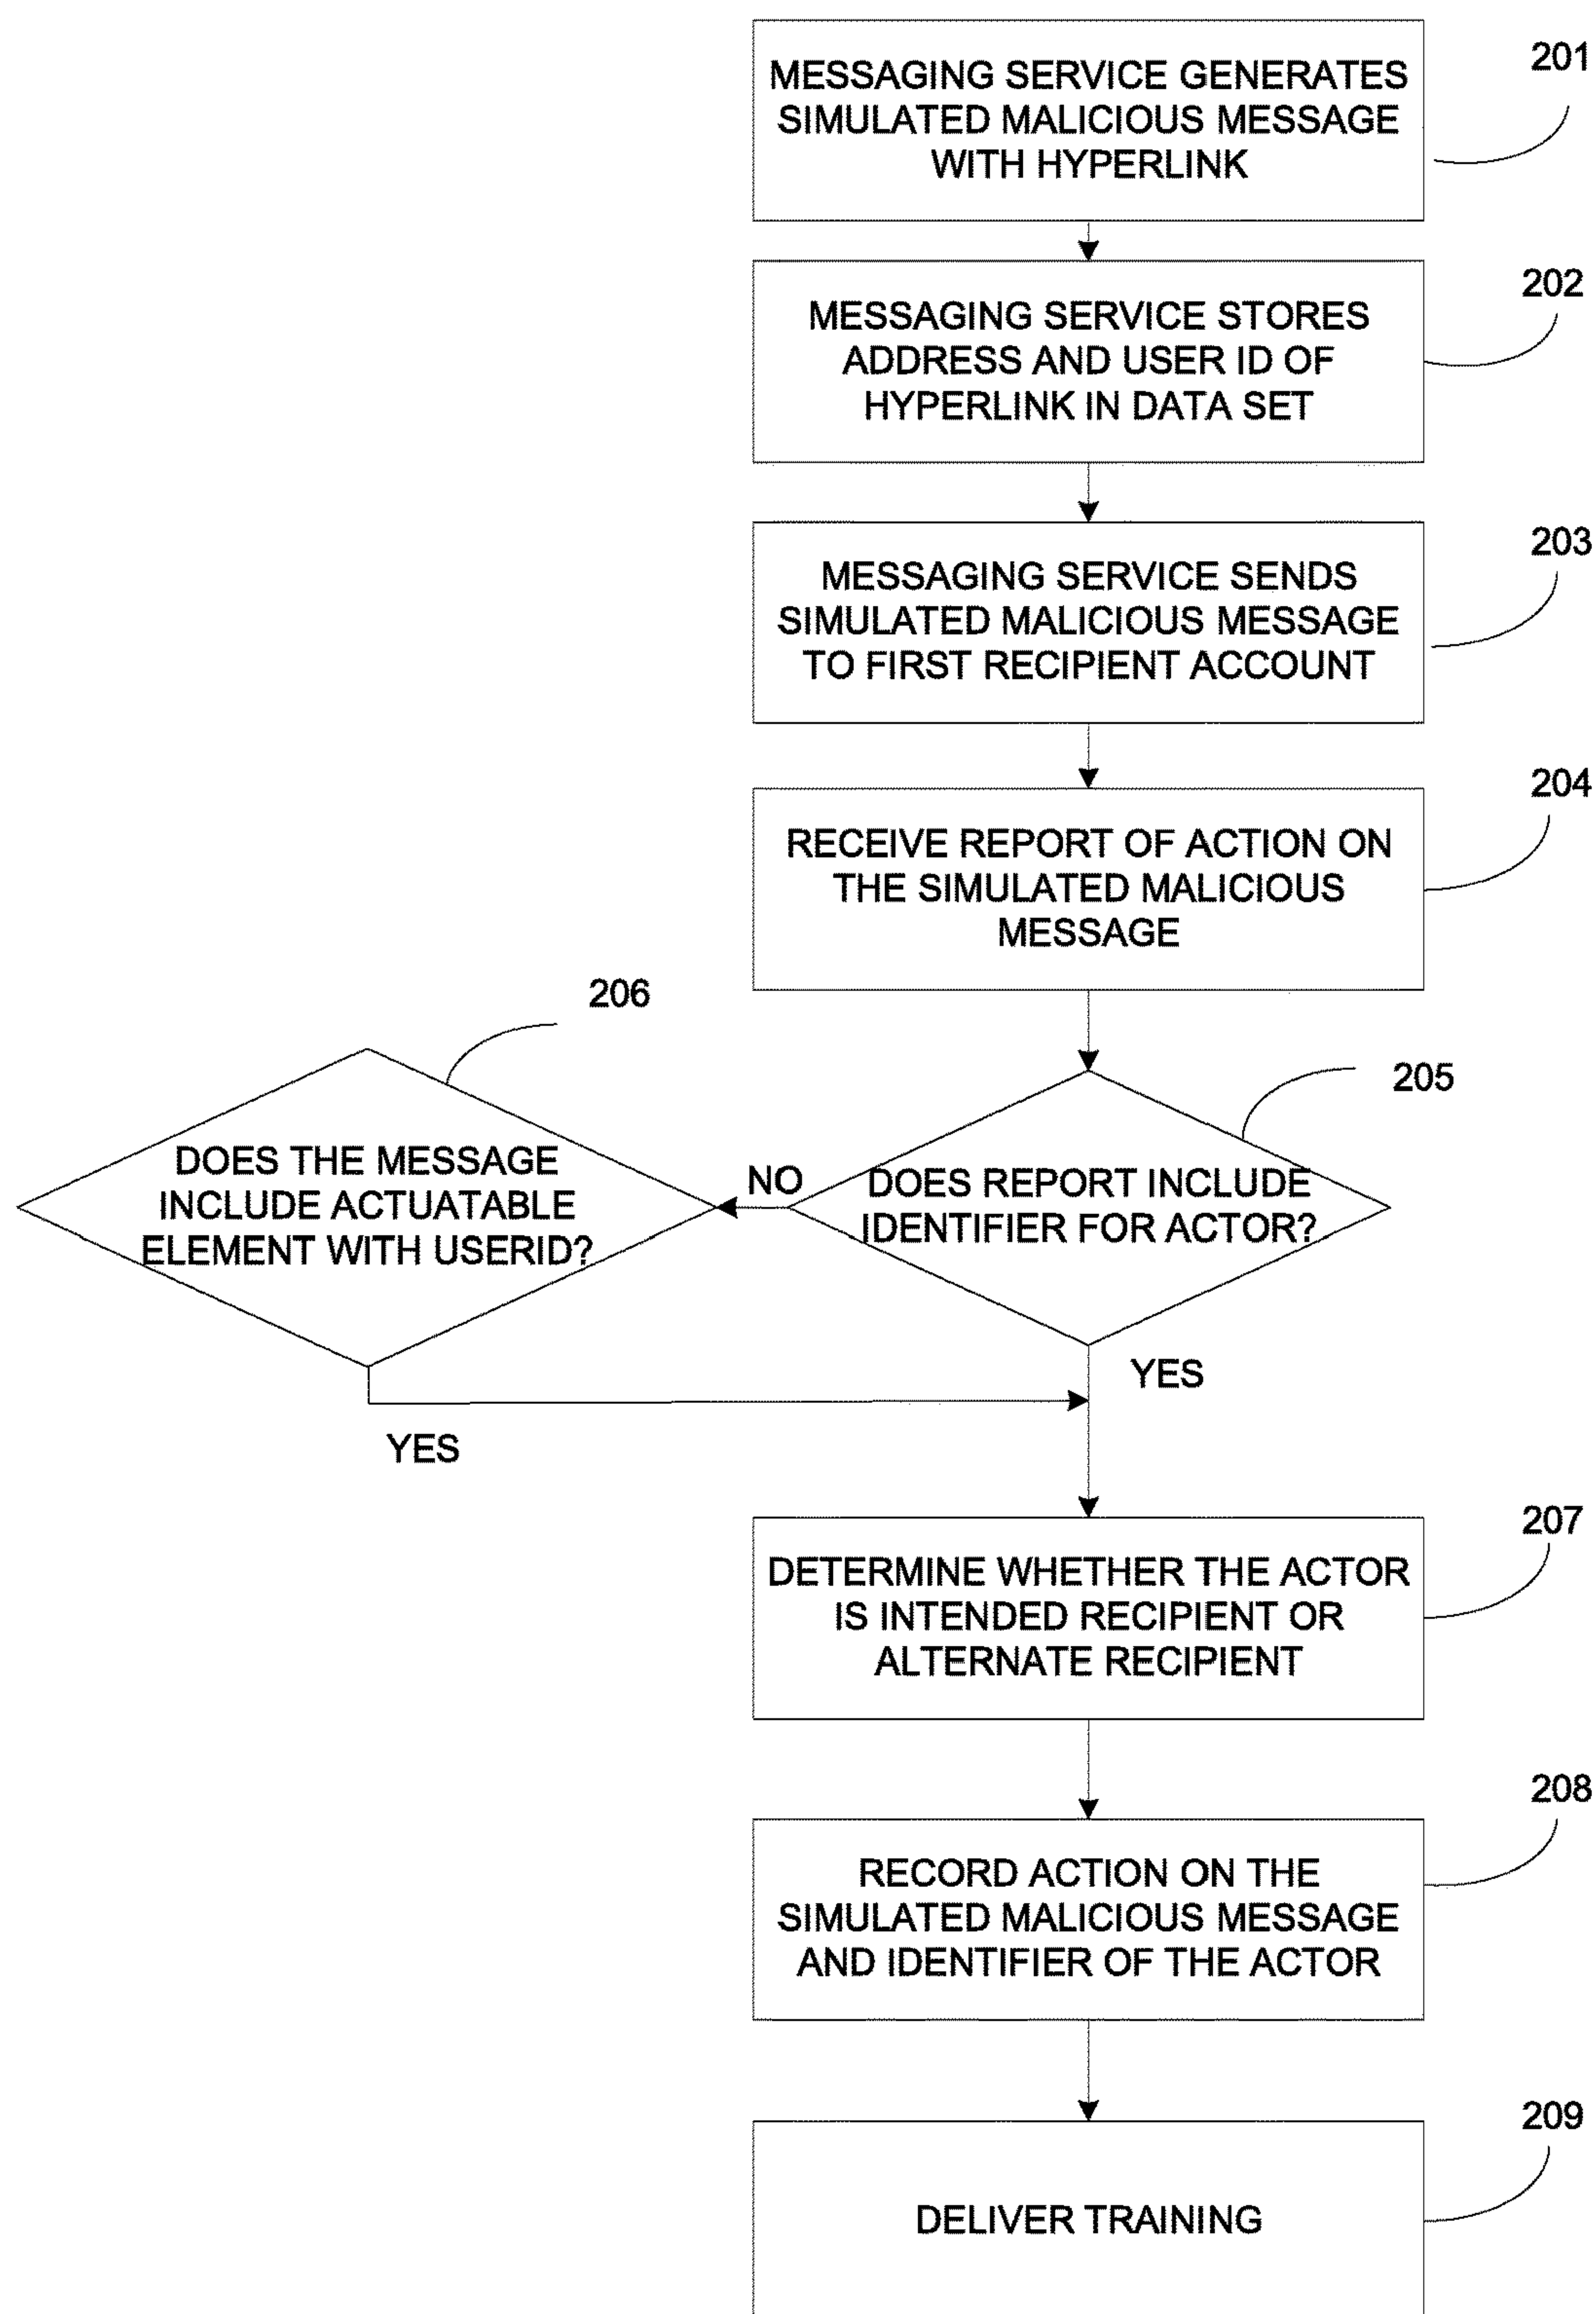 MESSAGING SERVICE GENERATES
SIMULATED MALICIOUS MESSAGE
WITH HYPERLINK
201
MESSAGING SERVICE STORES
ADDRESS AND USER ID OF
HYPERLINK IN DATA SET
202
MESSAGING SERVICE SENDS
SIMULATED MALICIOUS MESSAGE
TO FIRST RECIPIENT ACCOUNT
203
RECEIVE REPORT OF ACTION ON
THE SIMULATED MALICIOUS
MESSAGE
204
DOES REPORT INCLUDE
IDENTIFIER FOR ACTOR?
205
NO
DOES THE MESSAGE
INCLUDE ACTUATABLE
ELEMENT WITH USERID?
206
YES
YES
DETERMINE WHETHER THE ACTOR
IS INTENDED RECIPIENT OR
ALTERNATE RECIPIENT
207
RECORD ACTION ON THE
SIMULATED MALICIOUS MESSAGE
AND IDENTIFIER OF THE ACTOR
208
DELIVER TRAINING
209